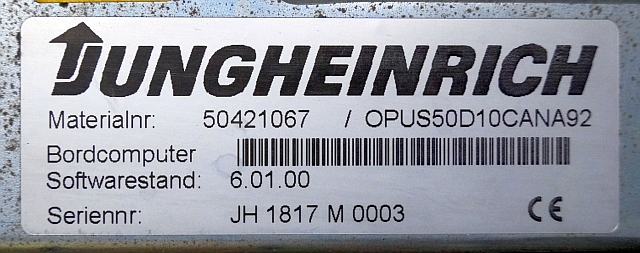 JUNGHEINRICH
Materialnr: 50421067 / OPUS50D10CANA92
Bordcomputer
Softwarestand: 6.01.00
Seriennr: JH 1817 M 0003 CE